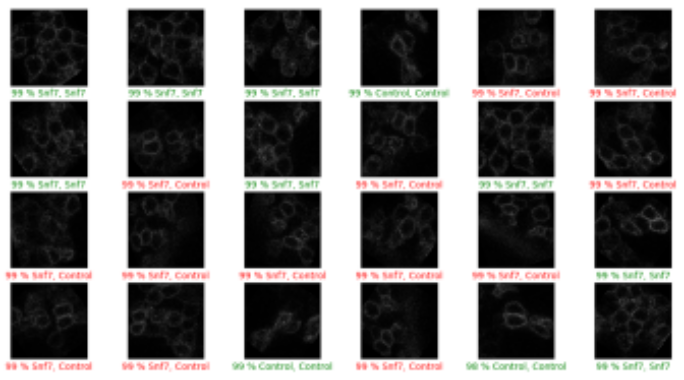 99 % Snf7, Snf7 99 % Snf7, Snf7 99 % Snf7, Snf7 99 % Control, Control 99 % Snf7, Control 99 % Snf7, Control
99 % Snf7, Snf7 99 % Snf7, Control 99 % Snf7, Snf7 99 % Snf7, Control 99 % Snf7, Snf7 99 % Snf7, Control
99 % Snf7, Control 99 % Snf7, Control 99 % Snf7, Control 99 % Snf7, Control 99 % Snf7, Control 99 % Snf7, Snf7
Snf7, Control 99 % Snf7, Control 99 % Control, Control 99 % Snf7, Control Control, Control Snf7, Snf7